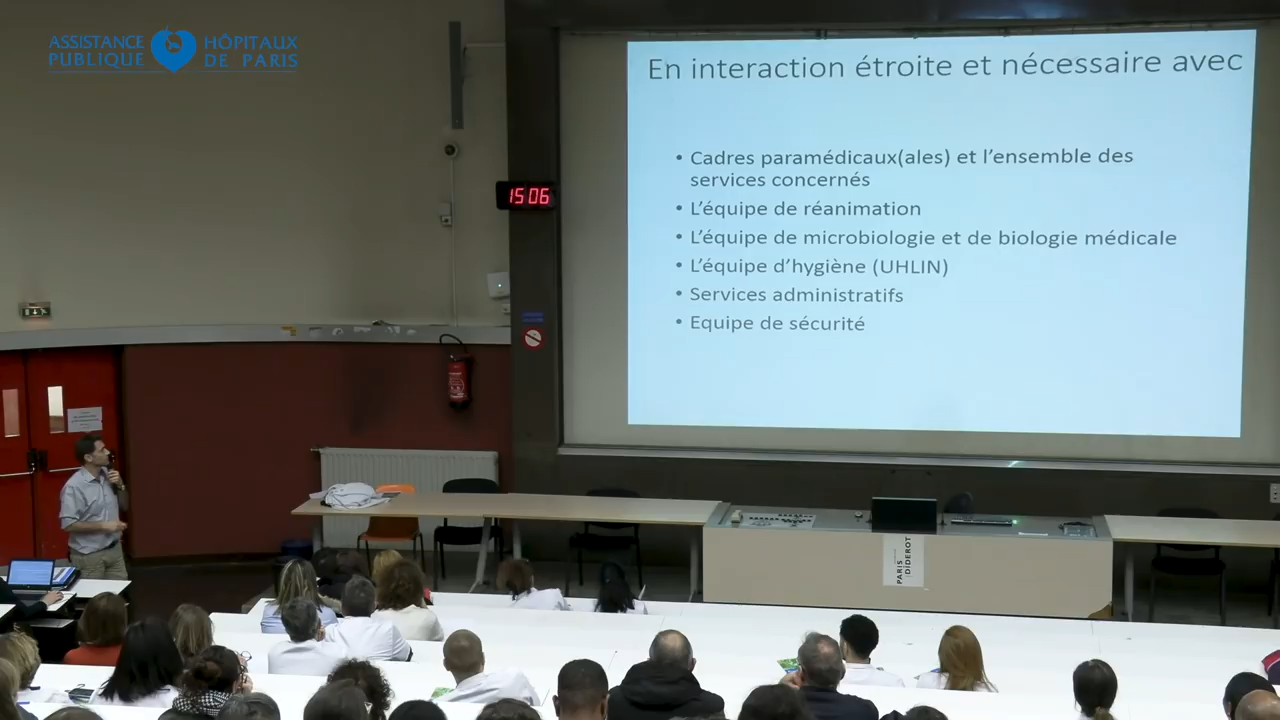 ASSISTANCE
PUBLIQUE
HÔPITAUX
DE PARIS
En interaction étroite et nécessaire avec
• Cadres paramédicaux(ales) et l’ensemble des
services concernés
• L’équipe de réanimation
• L’équipe de microbiologie et de biologie médicale
• L’équipe d’hygiène (UHLIN)
• Services administratifs
• Equipe de sécurité
15 06
PARIS
DIDEROT